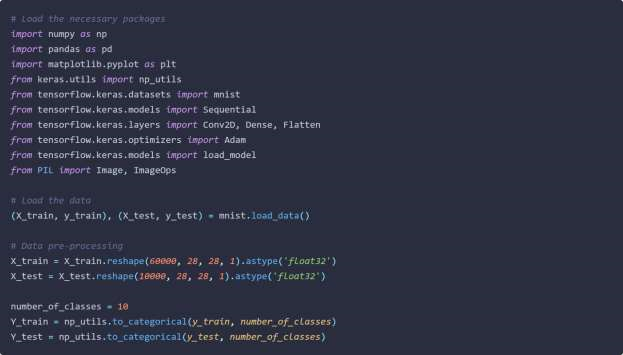 # Load the necessary packages
import numpy as np
import pandas as pd
import matplotlib.pyplot as plt
from keras.utils import np_utils
from tensorflow.keras.datasets import mnist
from tensorflow.keras.models import Sequential
from tensorflow.keras.layers import Conv2D, Dense, Flatten
from tensorflow.keras.optimizers import Adam
from tensorflow.keras.models import load_model
from PIL import Image, ImageOps
# Load the data
(X_train, y_train), (X_test, y_test) = mnist.load_data()
# Data pre-processing
X_train = X_train.reshape(60000, 28, 28, 1).astype('float32')
X_test = X_test.reshape(10000, 28, 28, 1).astype('float32')
number_of_classes = 10
Y_train = np_utils.to_categorical(y_train, number_of_classes)
Y_test = np_utils.to_categorical(y_test, number_of_classes)